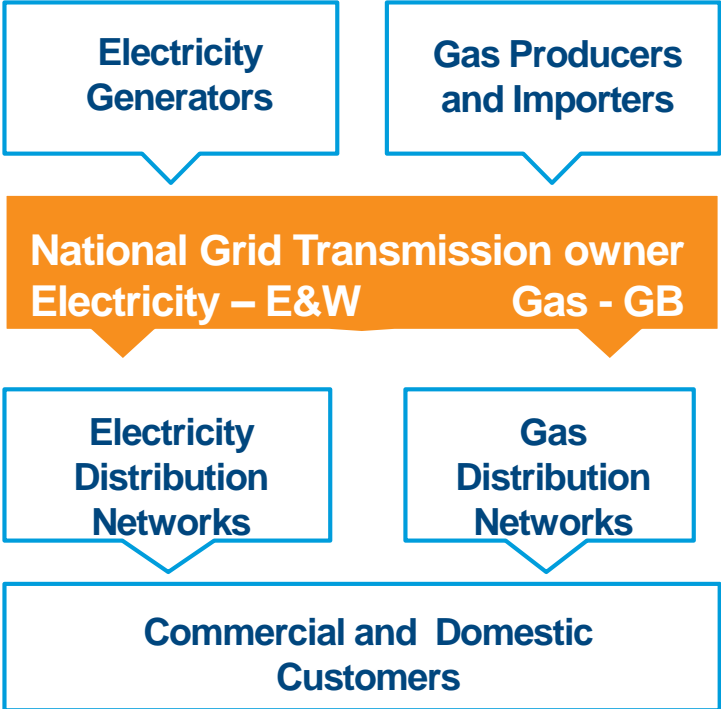 Electricity
Generators
Gas Producers
and Importers
National Grid Transmission owner
Electricity – E&W Gas - GB
Electricity
Distribution
Networks
Gas
Distribution
Networks
Commercial and Domestic
Customers